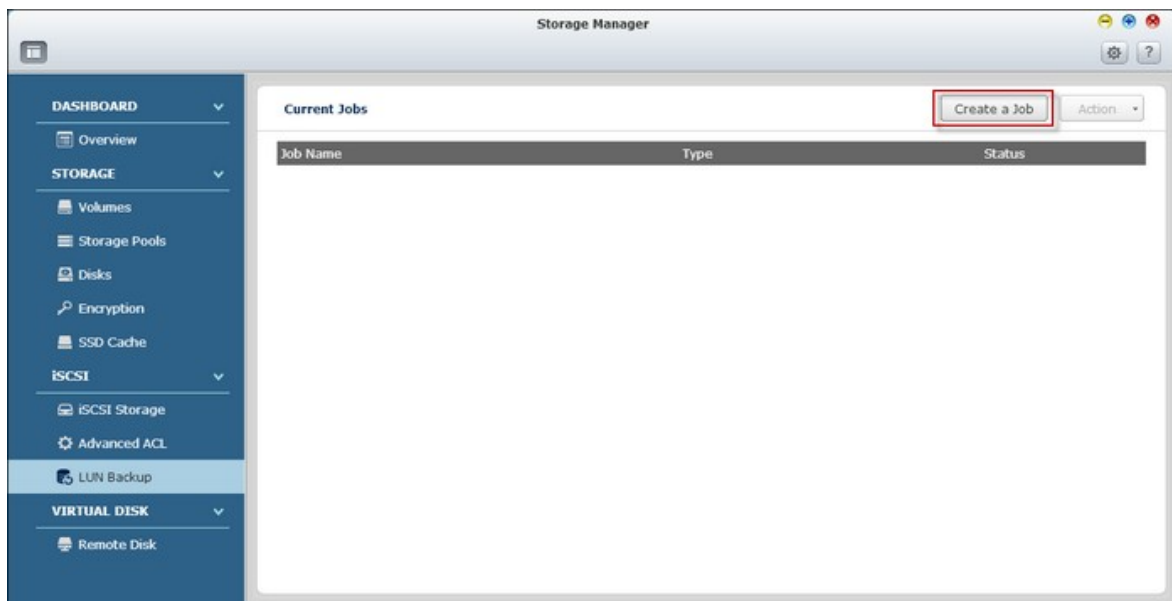 Storage Manager
?
DASHBOARD
Overview
STORAGE
Volumes
Storage Pools
Disks
Encryption
SSD Cache
iSCSI
iSCSI Storage
Advanced ACL
LUN Backup
VIRTUAL DISK
Remote Disk
Current Jobs Create a Job Action
Job Name Type Status